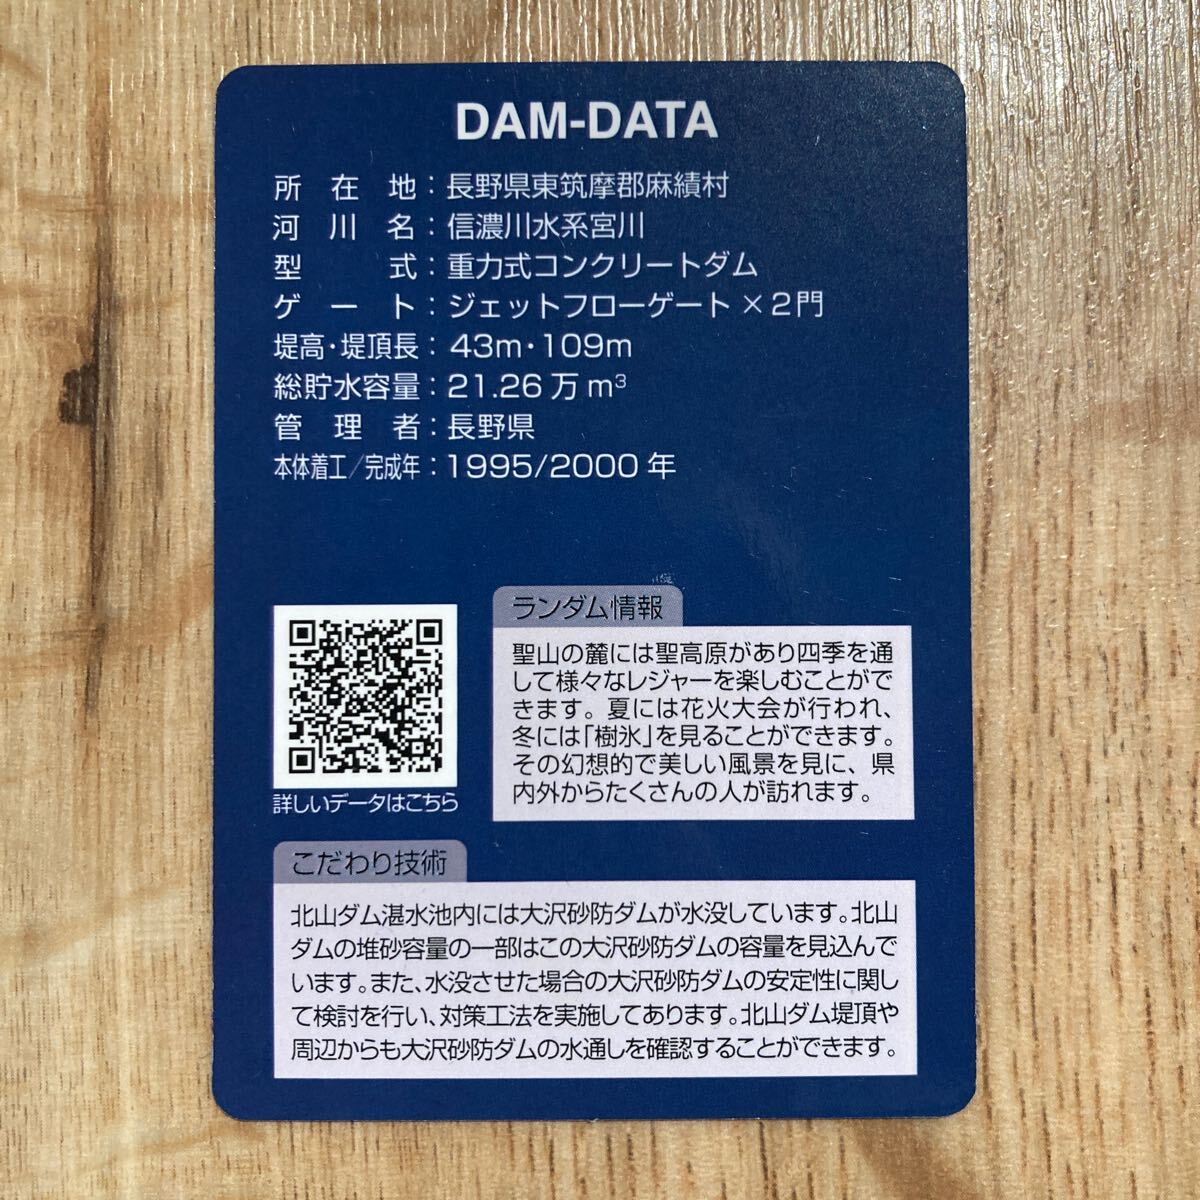 DAM-DATA
所在地：長野県東筑摩郡麻績村
河川名：信濃川水系宮川
型式：重力式コンクリートダム
ゲート：ジェットフローゲート×2門
堤高・堤頂長：43m・109m
総貯水容量：21.26万m³
管理者：長野県
本体着工/完成年：1995/2000年
ランダム情報
聖山の麓には聖高原があり四季を通
して様々なレジャーを楽しむことがで
きます。夏には花火大会が行われ、
冬には「樹氷」を見ることができます。
その幻想的で美しい風景を見に、県
内外からたくさんの人が訪れます。
詳しいデータはこちら
こだわり技術
北山ダム湛水池内には大沢砂防ダムが水没しています。北山
ダムの堆砂容量の一部はこの大沢砂防ダムの容量を見込んで
います。また、水没させた場合の大沢砂防ダムの安定性に関し
て検討を行い、対策工法を実施してあります。北山ダム堤頂や
周辺からも大沢砂防ダムの水通しを確認することができます。